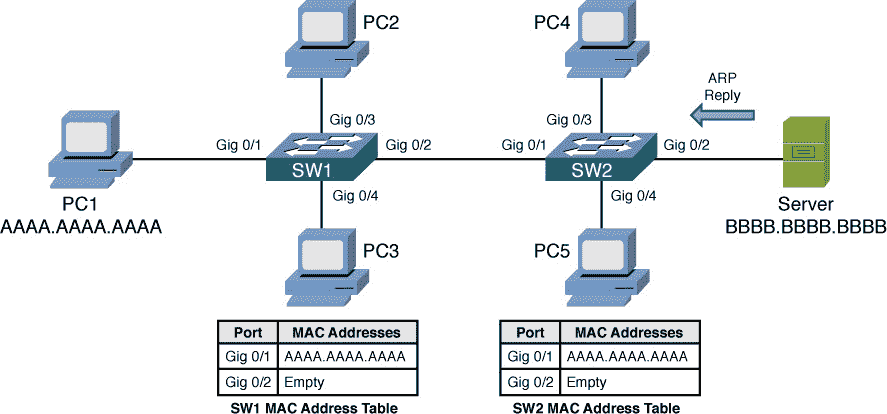 PC2
PC4
ARP
Reply
Gig 0/3
Gig 0/3
Gig 0/1
Gig 0/2
Gig 0/1
Gig 0/2
SW1
SW2
PC1
AAAA.AAAA.AAAA
Gig 0/4
Gig 0/4
Server
BBBB.BBBB.BBBB
PC3
PC5
Port MAC Addresses
Gig 0/1 AAAA.AAAA.AAAA
Gig 0/2 Empty
SW1 MAC Address Table
Port MAC Addresses
Gig 0/1 AAAA.AAAA.AAAA
Gig 0/2 Empty
SW2 MAC Address Table